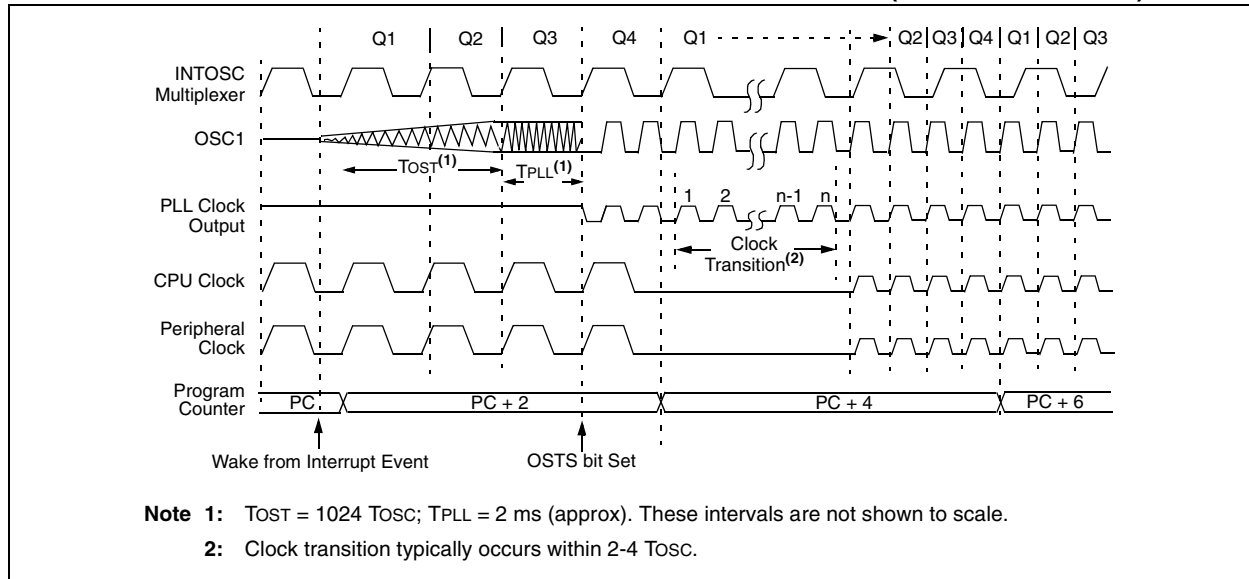 Q1 Q2 Q3 Q4 Q1 Q2 Q3 Q4 Q1 Q2 Q3
INTOSC
Multiplexer
OSC1
TOST(1)
TPLL(1)
1 2 n-1 n
PLL Clock
Output
Clock
Transition(2)
CPU Clock
Peripheral
Clock
Program
Counter
PC PC + 2 PC + 4 PC + 6
Wake from Interrupt Event OSTS bit Set
Note 1: TOST = 1024 TOSC; TPLL = 2 ms (approx). These intervals are not shown to scale.
2: Clock transition typically occurs within 2-4 TOSC.